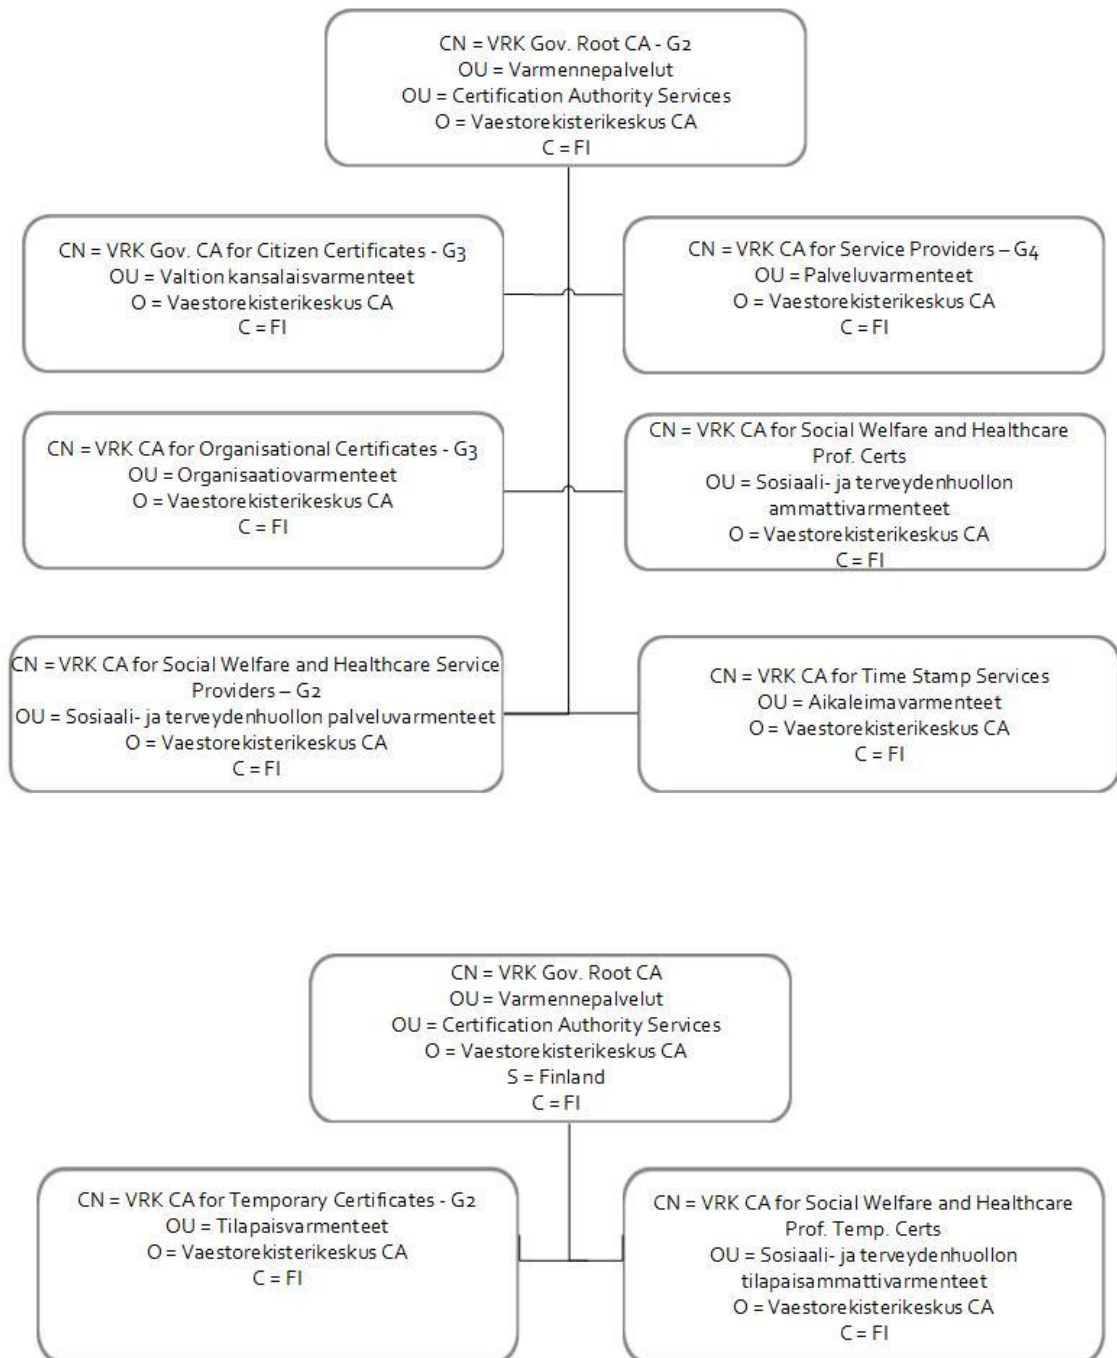 CN = VRK Gov. Root CA - G2
OU = Varmennepalvelut
OU = Certification Authority Services
O = Vaestorekisterikeskus CA
C = FI
CN = VRK Gov. CA for Citizen Certificates - G3
OU = Valtion kansalaisvarmenteet
O = Vaestorekisterikeskus CA
C = FI
CN = VRK CA for Service Providers – G4
OU = Palveluvarmenteet
O = Vaestorekisterikeskus CA
C = FI
CN = VRK CA for Organisational Certificates - G3
OU = Organisaatiovarmenteet
O = Vaestorekisterikeskus CA
C = FI
CN = VRK CA for Social Welfare and Healthcare
Prof. Certs
OU = Sosiaali- ja terveydenhuollon
ammattivarmenteet
O = Vaestorekisterikeskus CA
C = FI
CN = VRK CA for Social Welfare and Healthcare Service
Providers – G2
OU = Sosiaali- ja terveydenhuollon palveluvarmenteet
O = Vaestorekisterikeskus CA
C = FI
CN = VRK CA for Time Stamp Services
OU = Aikaleimavarmenteet
O = Vaestorekisterikeskus CA
C = FI
CN = VRK Gov. Root CA
OU = Varmennepalvelut
OU = Certification Authority Services
O = Vaestorekisterikeskus CA
S = Finland
C = FI
CN = VRK CA for Temporary Certificates - G2
OU = Tilapaisvarmenteet
O = Vaestorekisterikeskus CA
C = FI
CN = VRK CA for Social Welfare and Healthcare
Prof. Temp. Certs
OU = Sosiaali- ja terveydenhuollon
tilapaisammattivarmenteet
O = Vaestorekisterikeskus CA
C = FI